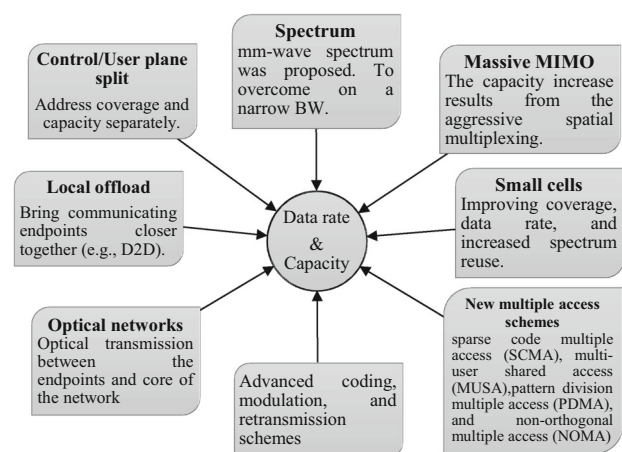 Control/User plane
split
Address coverage and
capacity separately.
Spectrum
mm-wave spectrum
was proposed. To
overcome on a
narrow BW.
Massive MIMO
The capacity increase
results from the
aggressive spatial
multiplexing.
Local offload
Bring communicating
endpoints closer
together (e.g., D2D).
Data rate
&
Capacity
Small cells
Improving coverage,
data rate, and
increased spectrum
reuse.
Optical networks
Optical transmission
between the
endpoints and core of
the network
Advanced coding,
modulation, and
retransmission
schemes
New multiple access
schemes
sparse code multiple
access (SCMA), multi-
user shared access
(MUSA),pattern division
multiple access (PDMA),
and non-orthogonal
multiple access (NOMA)